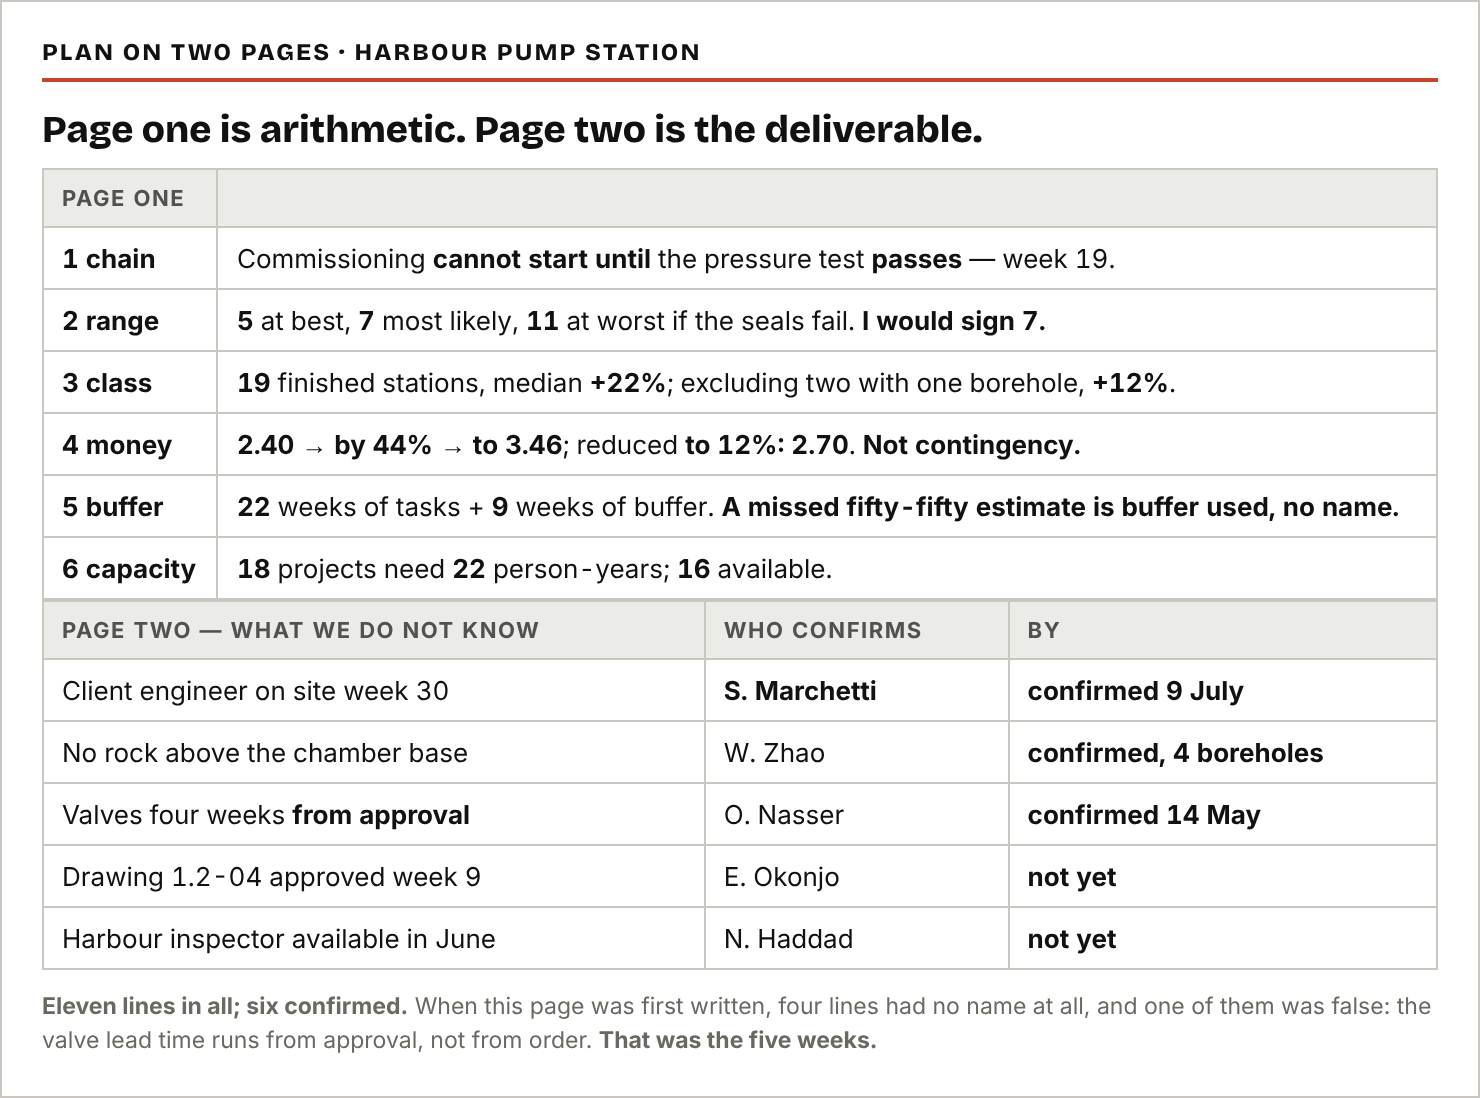 PLAN ON TWO PAGES · HARBOUR PUMP STATION
Page one is arithmetic. Page two is the deliverable.
PAGE ONE
1 chain Commissioning cannot start until the pressure test passes — week 19.
2 range 5 at best, 7 most likely, 11 at worst if the seals fail. I would sign 7.
3 class 19 finished stations, median +22%; excluding two with one borehole, +12%.
4 money 2.40 → by 44% → to 3.46; reduced to 12%: 2.70. Not contingency.
5 buffer 22 weeks of tasks + 9 weeks of buffer. A missed fifty-fifty estimate is buffer used, no name.
6 capacity 18 projects need 22 person-years; 16 available.
PAGE TWO — WHAT WE DO NOT KNOW WHO CONFIRMS BY
Client engineer on site week 30 S. Marchetti confirmed 9 July
No rock above the chamber base W. Zhao confirmed, 4 boreholes
Valves four weeks from approval O. Nasser confirmed 14 May
Drawing 1.2-04 approved week 9 E. Okonjo not yet
Harbour inspector available in June N. Haddad not yet
Eleven lines in all; six confirmed. When this page was first written, four lines had no name at all, and one of them was false: the
valve lead time runs from approval, not from order. That was the five weeks.